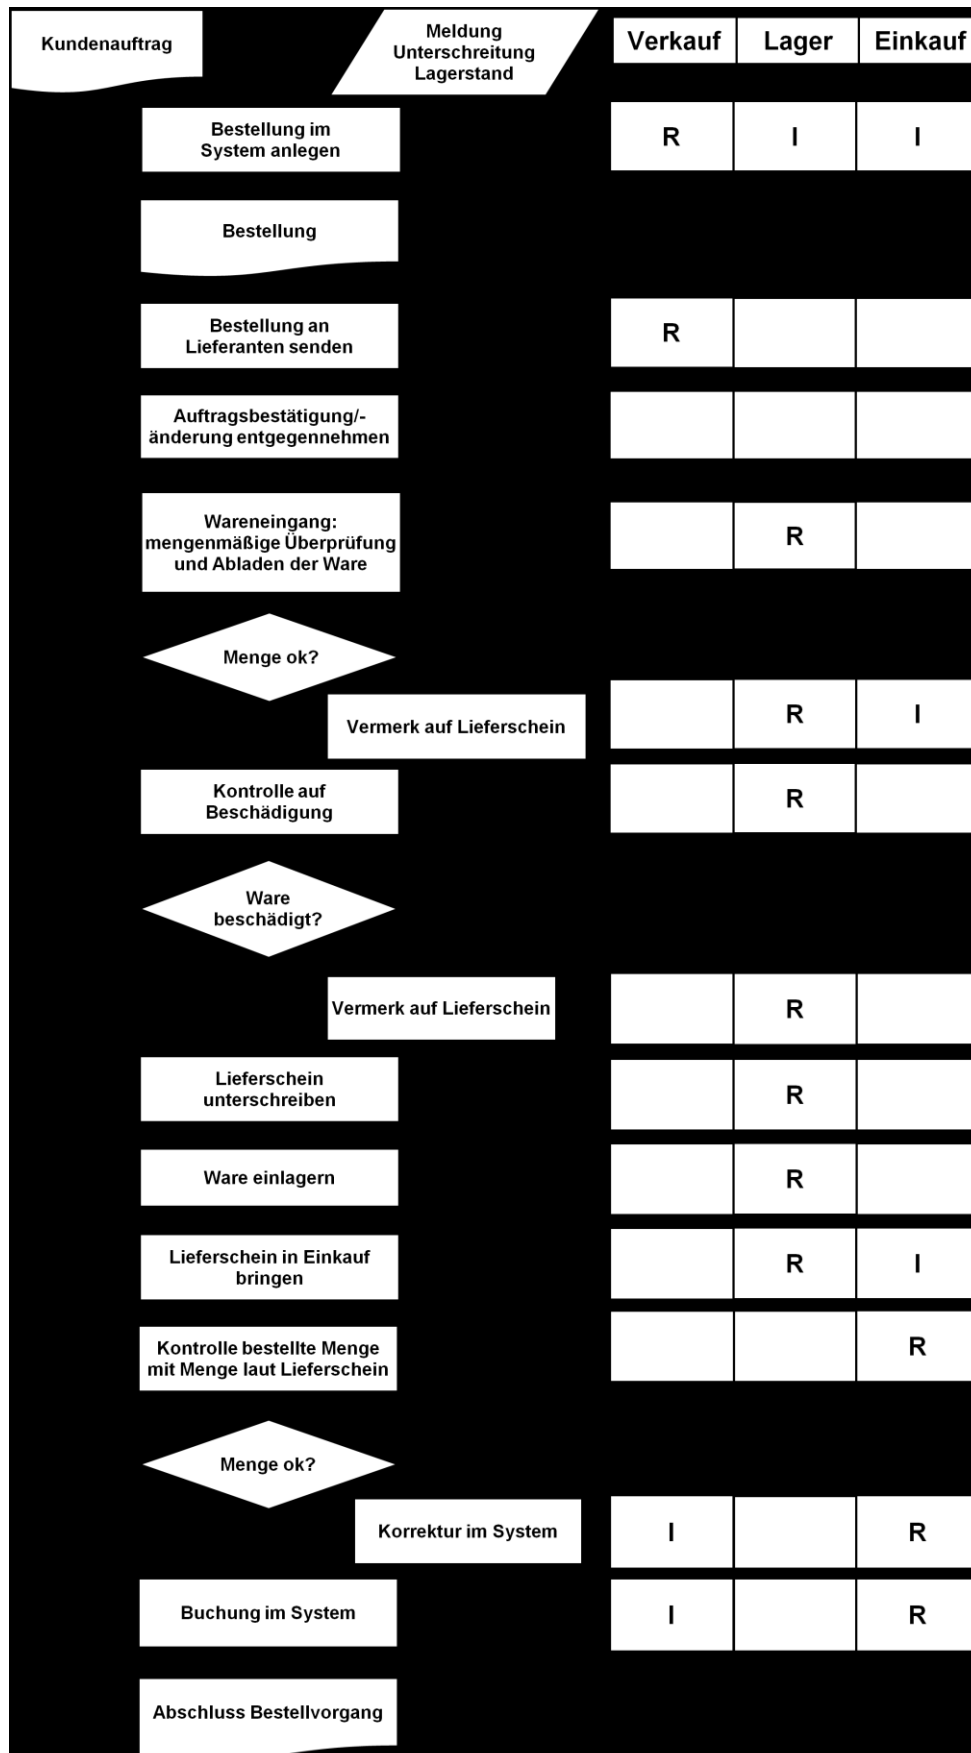 Kundenauftrag
Meldung
Unterschreitung
Lagerstand
Verkauf Lager Einkauf
Bestellung im
System anlegen
R I I
Bestellung
Bestellung an
Lieferanten senden
R
Auftragsbestätigung/-
änderung entgegennehmen
Wareneingang:
mengenmäßige Überprüfung
und Abladen der Ware
R
Menge ok?
Vermerk auf Lieferschein
R I
Kontrolle auf
Beschädigung
R
Ware
beschädigt?
Vermerk auf Lieferschein
R
Lieferschein
unterschreiben
R
Ware einlagern
R
Lieferschein in Einkauf
bringen
R I
Kontrolle bestellte Menge
mit Menge laut Lieferschein
R
Menge ok?
Korrektur im System
I R
Buchung im System
I R
Abschluss Bestellvorgang